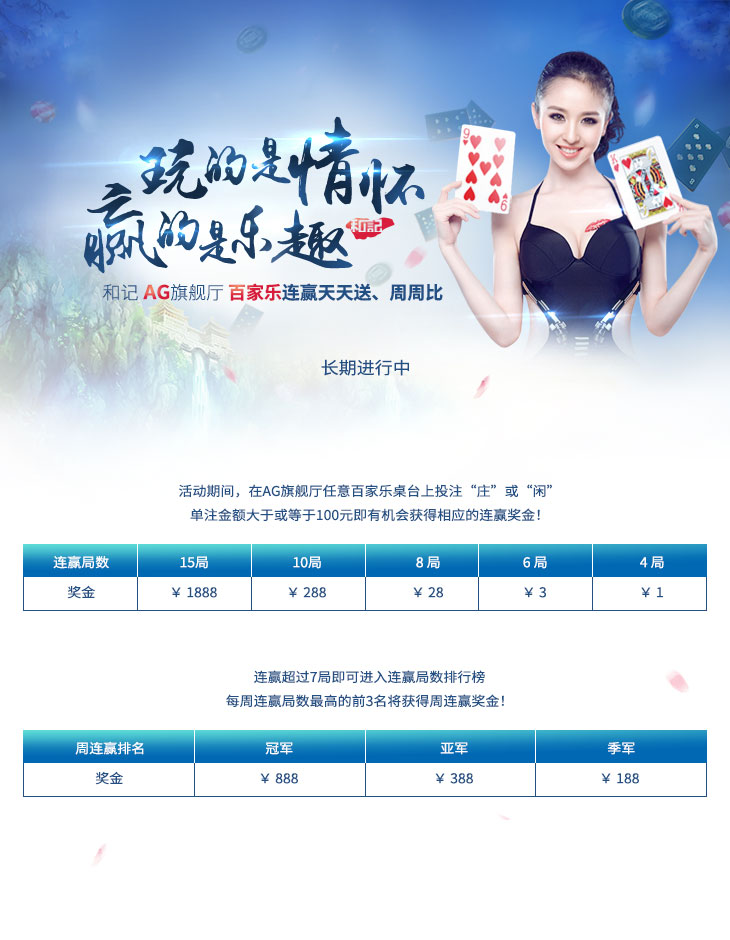 玩的是情怀
赢的是乐趣 和記
和记 AG旗舰厅 百家乐连赢天天送、周周比
9
9
K
长期进行中
活动期间，在AG旗舰厅任意百家乐桌台上投注“庄”或“闲”
单注金额大于或等于100元即有机会获得相应的连赢奖金！
连赢局数 15局 10局 8 局 6 局 4 局
奖金 ￥ 1888 ￥ 288 ￥ 28 ￥ 3 ￥ 1
连赢超过7局即可进入连赢局数排行榜
每周连赢局数最高的前3名将获得周连赢奖金！
周连赢排名 冠军 亚军 季军
奖金 ￥ 888 ￥ 388 ￥ 188